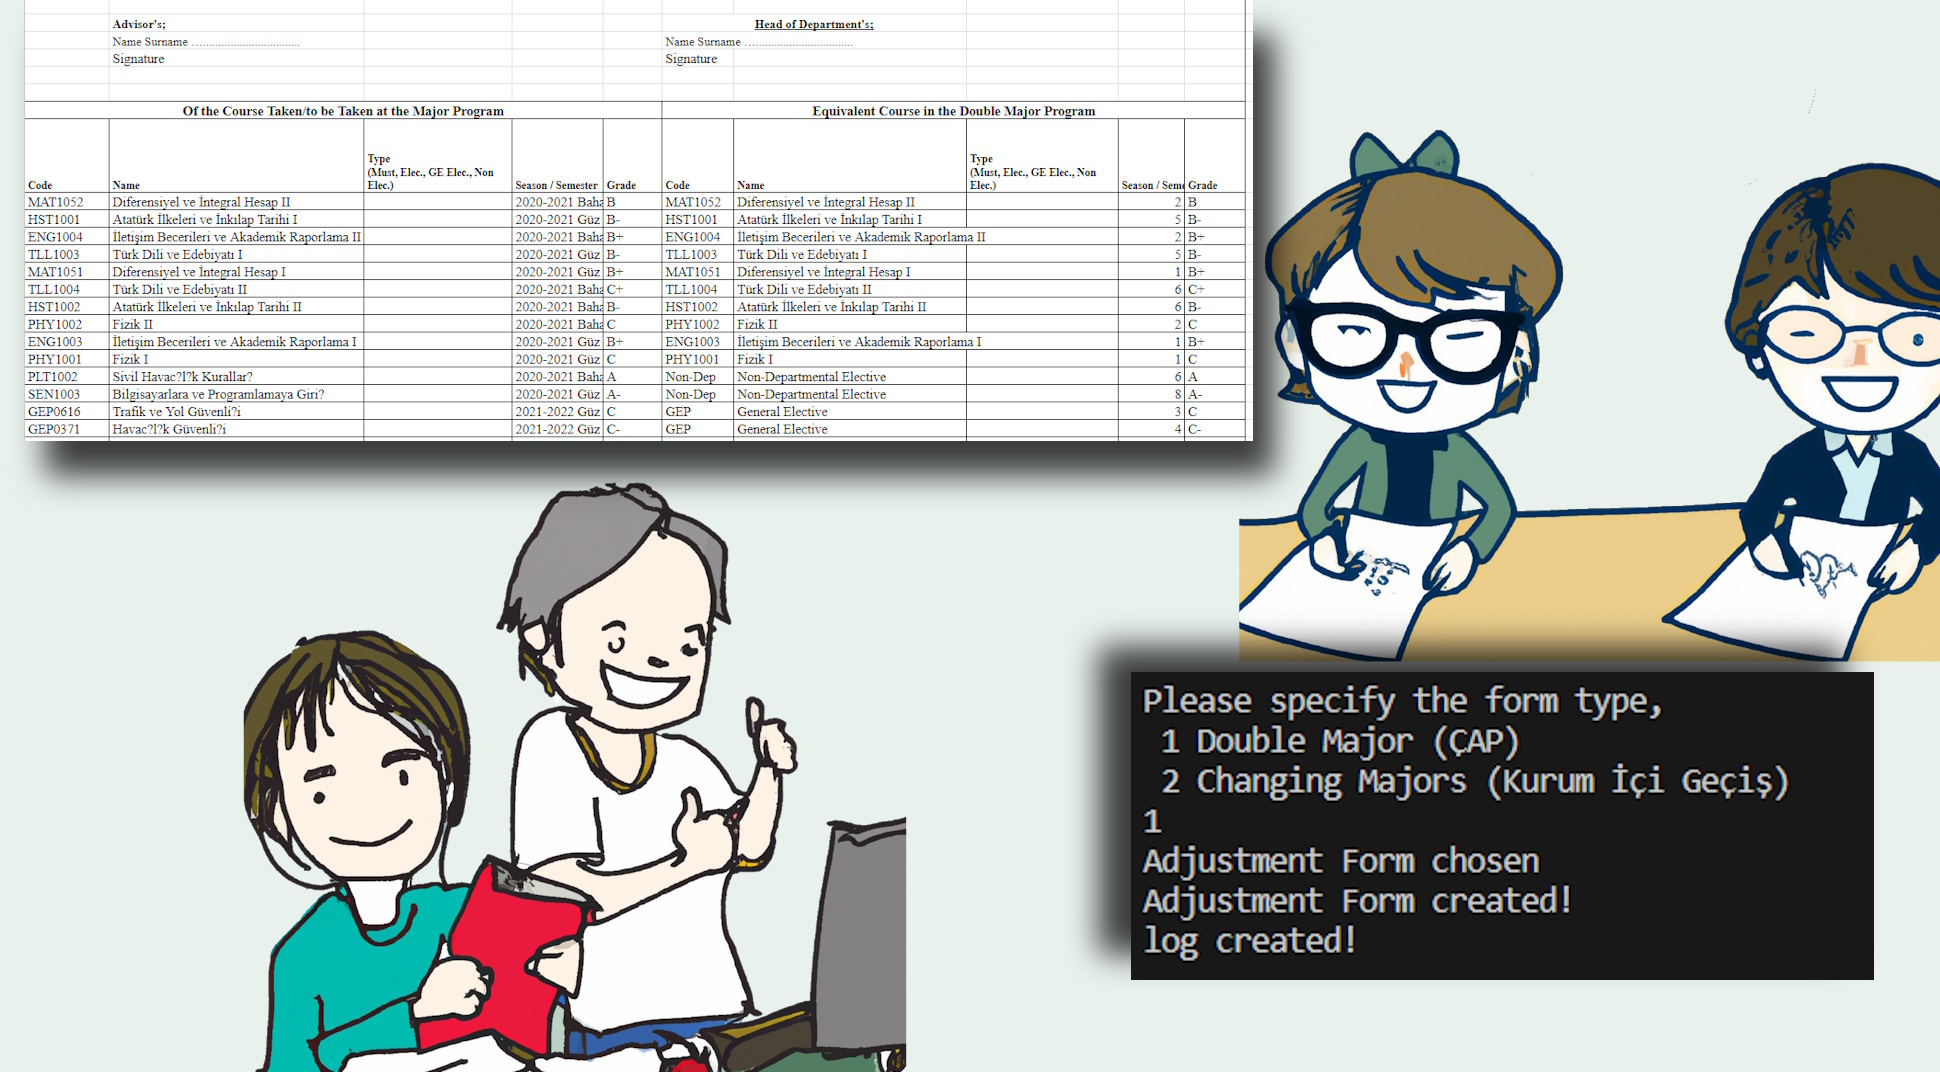 Advisor's; Head of Department's;
Name Surname .................................... Name Surname ....................................
Signature Signature
Of the Course Taken/to be Taken at the Major Program Equivalent Course in the Double Major Program
Code Name Type (Must, Elec., GE Elec., Non Elec.) Season / Semester Grade Code Name Type (Must, Elec., GE Elec., Non Elec.) Season / Seme Grade
MAT1052 Diferensiyel ve İntegral Hesap II 2020-2021 Baha B MAT1052 Diferensiyel ve İntegral Hesap II 2 B
HST1001 Atatürk İlkeleri ve İnkılap Tarihi I 2020-2021 Güz B- HST1001 Atatürk İlkeleri ve İnkılap Tarihi I 5 B-
ENG1004 İletişim Becerileri ve Akademik Raporlama II 2020-2021 Baha B+ ENG1004 İletişim Becerileri ve Akademik Raporlama II 2 B+
TLL1003 Türk Dili ve Edebiyatı I 2020-2021 Güz B- TLL1003 Türk Dili ve Edebiyatı I 5 B-
MAT1051 Diferensiyel ve İntegral Hesap I 2020-2021 Güz B+ MAT1051 Diferensiyel ve İntegral Hesap I 1 B+
TLL1004 Türk Dili ve Edebiyatı II 2020-2021 Baha C+ TLL1004 Türk Dili ve Edebiyatı II 6 C+
HST1002 Atatürk İlkeleri ve İnkılap Tarihi II 2020-2021 Baha B- HST1002 Atatürk İlkeleri ve İnkılap Tarihi II 6 B-
PHY1002 Fizik II 2020-2021 Baha C PHY1002 Fizik II 2 C
ENG1003 İletişim Becerileri ve Akademik Raporlama I 2020-2021 Güz B+ ENG1003 İletişim Becerileri ve Akademik Raporlama I 1 B+
PHY1001 Fizik I 2020-2021 Güz C PHY1001 Fizik I 1 C
PLT1002 Sivil Havac?l?k Kurallar? 2020-2021 Baha A Non-Dep Non-Departmental Elective 6 A
SEN1003 Bilgisayarlara ve Programlamaya Giri? 2020-2021 Güz A- Non-Dep Non-Departmental Elective 8 A-
GEP0616 Trafik ve Yol Güvenli?i 2021-2022 Güz C GEP General Elective 3 C
GEP0371 Havac?l?k Güvenli?i 2021-2022 Güz C- GEP General Elective 4 C-
Please specify the form type,
1 Double Major (ÇAP)
2 Changing Majors (Kurum İçi Geçiş)
1
Adjustment Form chosen
Adjustment Form created!
log created!